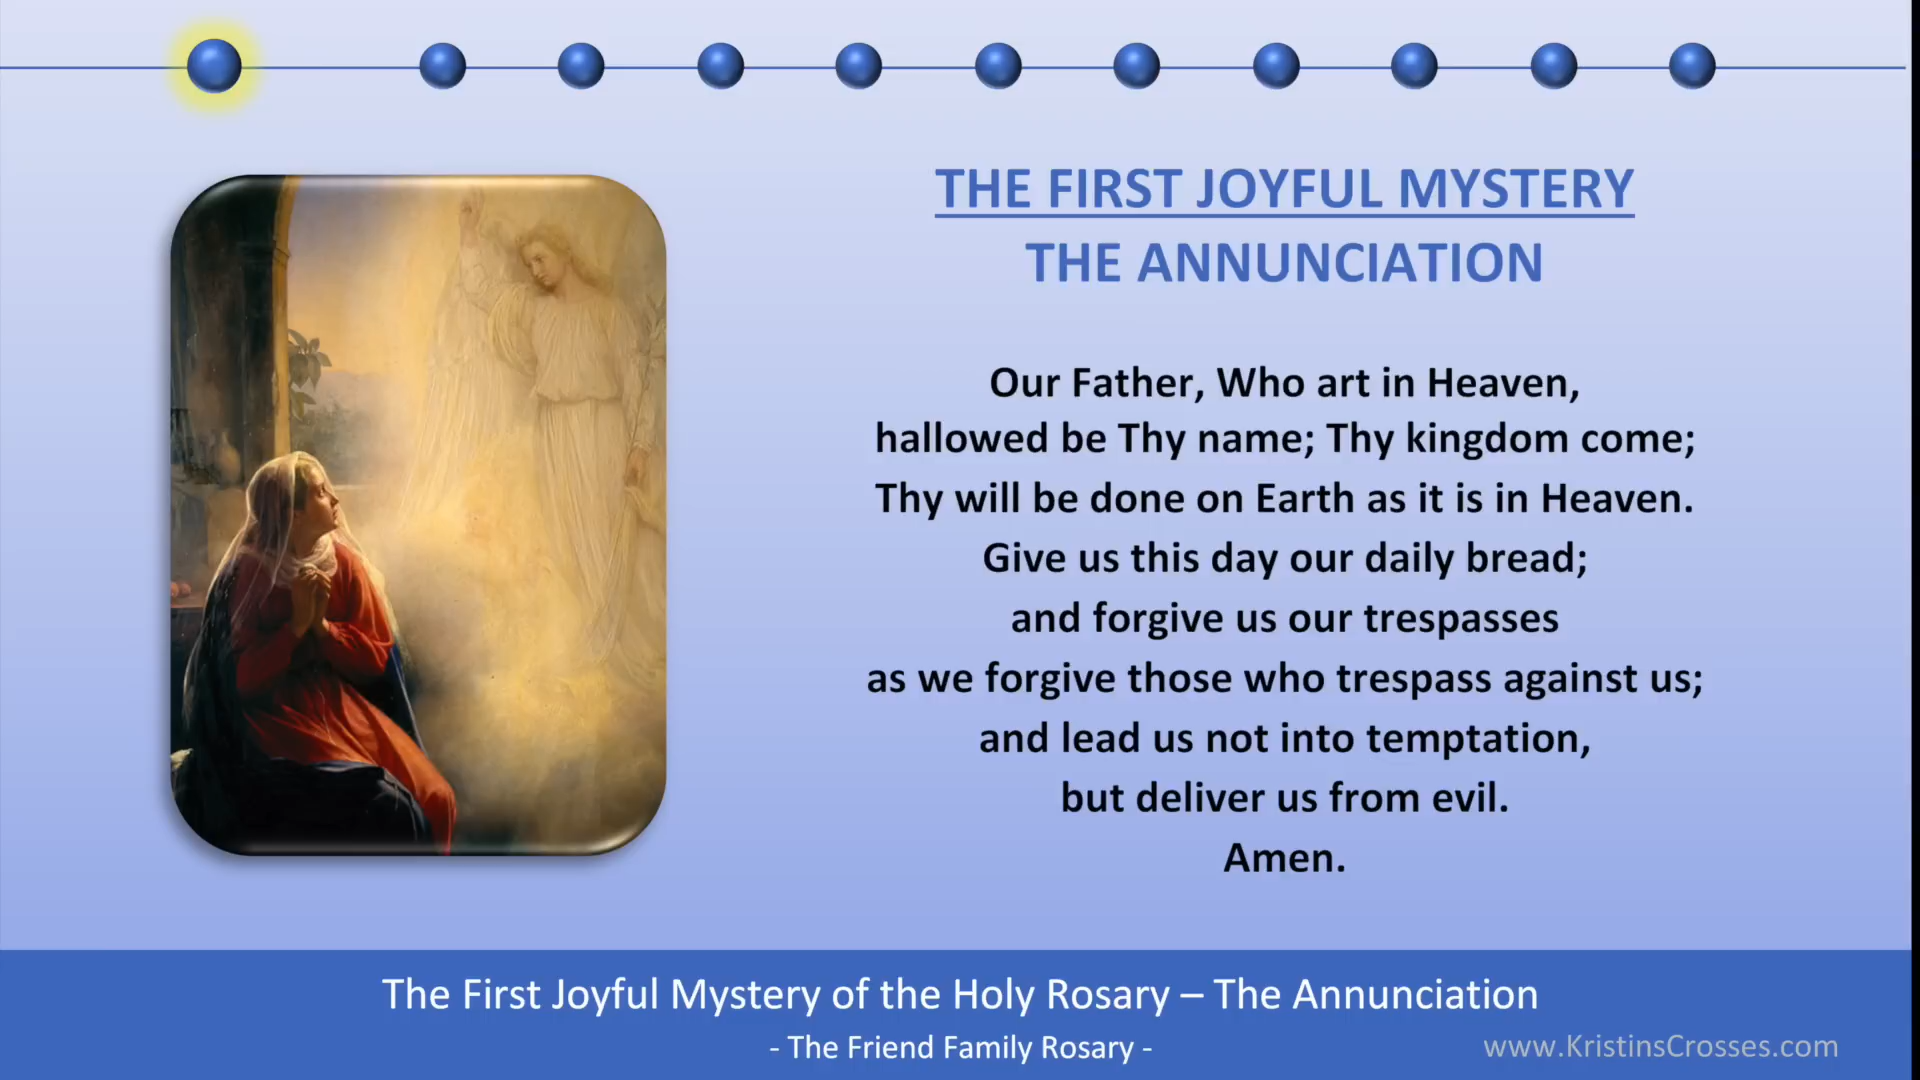 THE FIRST JOYFUL MYSTERY
THE ANNUNCIATION
Our Father, Who art in Heaven,
hallowed be Thy name; Thy kingdom come;
Thy will be done on Earth as it is in Heaven.
Give us this day our daily bread;
and forgive us our trespasses
as we forgive those who trespass against us;
and lead us not into temptation,
but deliver us from evil.
Amen.
The First Joyful Mystery of the Holy Rosary – The Annunciation
- The Friend Family Rosary -
www.KristinsCrosses.com